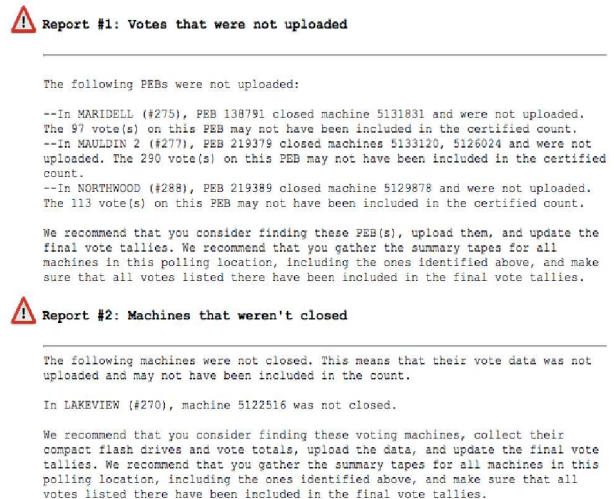 Report #1: Votes that were not uploaded
The following PEBs were not uploaded:
--In MARIDELL (#275), PEB 138791 closed machine 5131831 and were not uploaded.
The 97 vote(s) on this PEB may not have been included in the certified count.
--In MAULDIN 2 (#277), PEB 219379 closed machines 5133120, 5126024 and were not
uploaded. The 290 vote(s) on this PEB may not have been included in the certified
count.
--In NORTHWOOD (#288), PEB 219389 closed machine 5129878 and were not uploaded.
The 113 vote(s) on this PEB may not have been included in the certified count.
We recommend that you consider finding these PEB(s), upload them, and update the
final vote tallies. We recommend that you gather the summary tapes for all
machines in this polling location, including the ones identified above, and make
sure that all votes listed there have been included in the final vote tallies.
Report #2: Machines that weren't closed
The following machines were not closed. This means that their vote data was not
uploaded and may not have been included in the count.
In LAKEVIEW (#270), machine 5122516 was not closed.
We recommend that you consider finding these voting machines, collect their
compact flash drives and vote totals, upload the data, and update the final vote
tallies. We recommend that you gather the summary tapes for all machines in this
polling location, including the ones identified above, and make sure that all
votes listed there have been included in the final vote tallies.